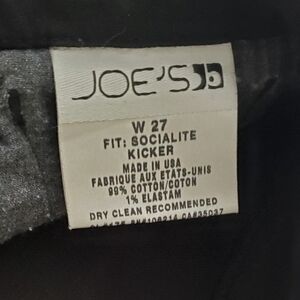 JOE'S
W 27
FIT: SOCIALITE
KICKER
MADE IN USA
FABRIQUE AUX ETATS-UNIS
99% COTTON/COTON
1% ELASTAM
DRY CLEAN RECOMMENDED